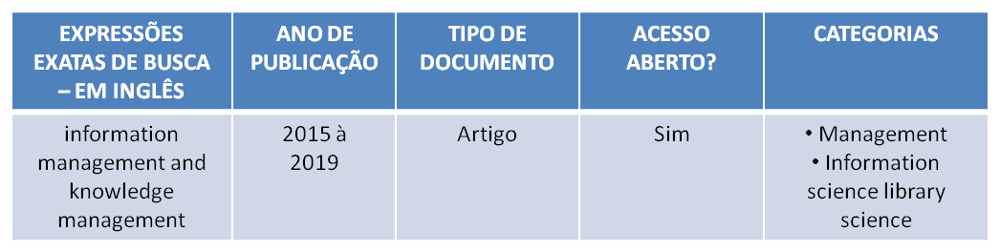 EXPRESSÕES
EXATAS DE BUSCA
– EM INGLÊS
ANO DE
PUBLICAÇÃO
TIPO DE
DOCUMENTO
ACESSO
ABERTO?
CATEGORIAS
information
management and
knowledge
management
2015 à
2019
Artigo
Sim
• Management
• Information
science library
science